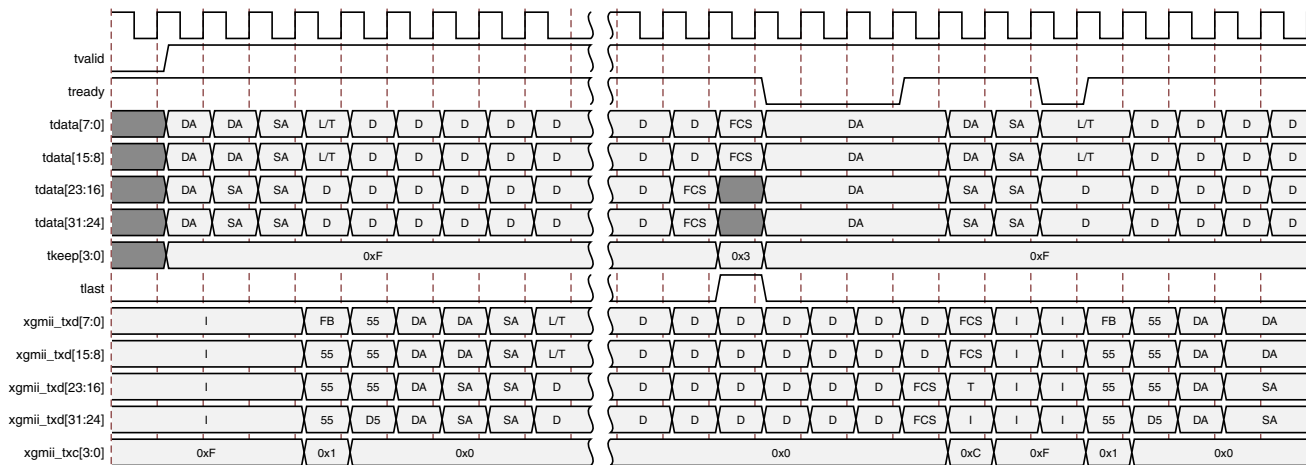 tvalid
tready
tdata[7:0] DA DA SA L/T D D D D D D D FCS DA DA SA L/T D D D D
tdata[15:8] DA DA SA L/T D D D D D D D FCS DA DA SA L/T D D D D
tdata[23:16] DA SA SA D D D D D D D FCS DA SA SA D D D D D
tdata[31:24] DA SA SA D D D D D D D FCS DA SA SA D D D D D
tkeep[3:0] 0xF 0x3 0xF
tlast
xgmii_txd[7:0] I FB 55 DA DA SA L/T D D D D D D D FCS I I FB 55 DA DA
xgmii_txd[15:8] I 55 55 DA DA SA L/T D D D D D D D FCS I I 55 55 DA DA
xgmii_txd[23:16] I 55 55 DA SA SA D D D D D D D FCS T I I 55 55 DA SA
xgmii_txd[31:24] I 55 D5 DA SA SA D D D D D D D FCS I I I 55 D5 DA SA
xgmii_txc[3:0] 0xF 0x1 0x0 0x0 0xC 0xF 0x1 0x0